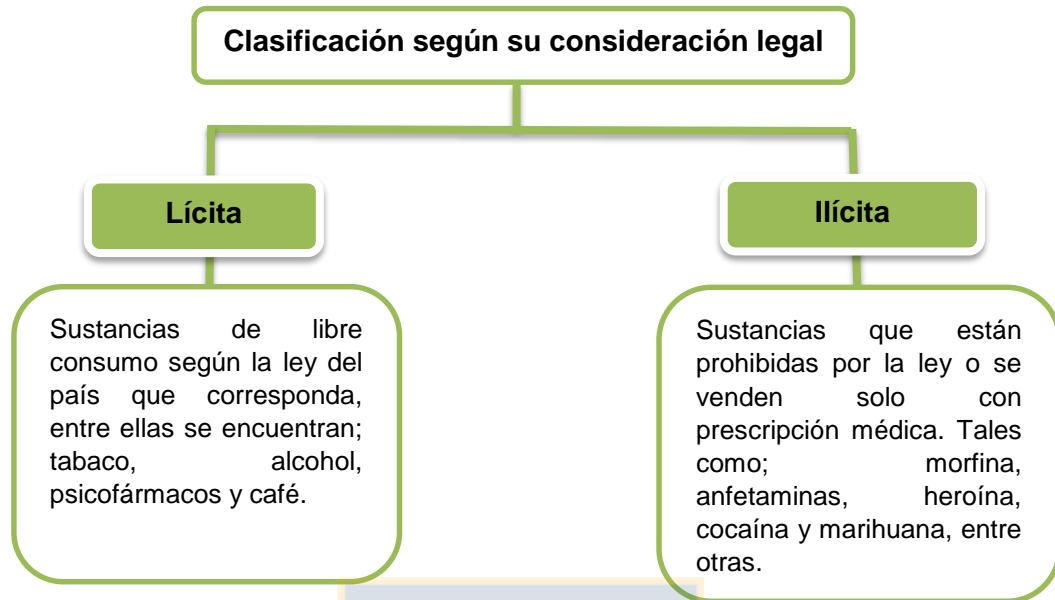 Clasificación según su consideración legal
Lícita
Sustancias de libre
consumo según la ley del
país que corresponda,
entre ellas se encuentran;
tabaco, alcohol,
psicofármacos y café.
Ilícita
Sustancias que están
prohibidas por la ley o se
venden solo con
prescripción médica. Tales
como; morfina,
anfetaminas, heroína,
cocaína y marihuana, entre
otras.